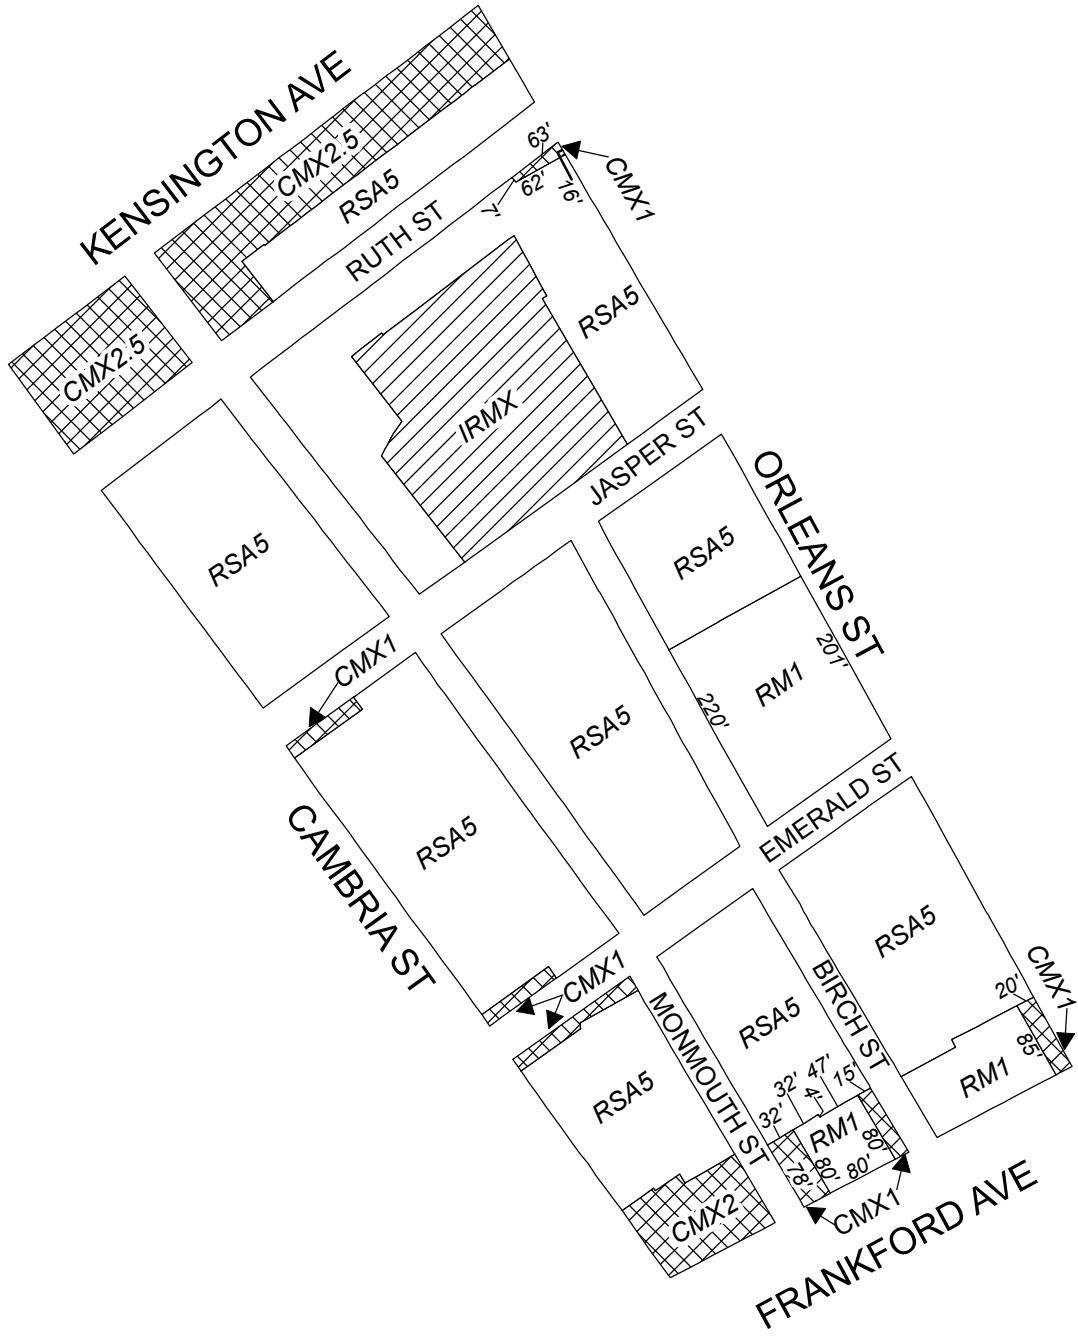 KENSINGTON AVE
CMX2.5
RSA5
RUTH ST
63'
62'
7'
16'
CMX1
CMX2.5
RSA5
IRMX
JASPER ST
ORLEANS ST
RSA5
RSA5
RM1
201'
220'
CMX1
RSA5
RSA5
EMERALD ST
CAMBRIA ST
CMX1
RSA5
20'
CMX1
85'
RM1
MONMOUTH ST
BIRCH ST
RSA5
RSA5
32'
32'
4'
47'
15'
RM1
78'
80'
80'
80'
CMX2
CMX1
FRANKFORD AVE